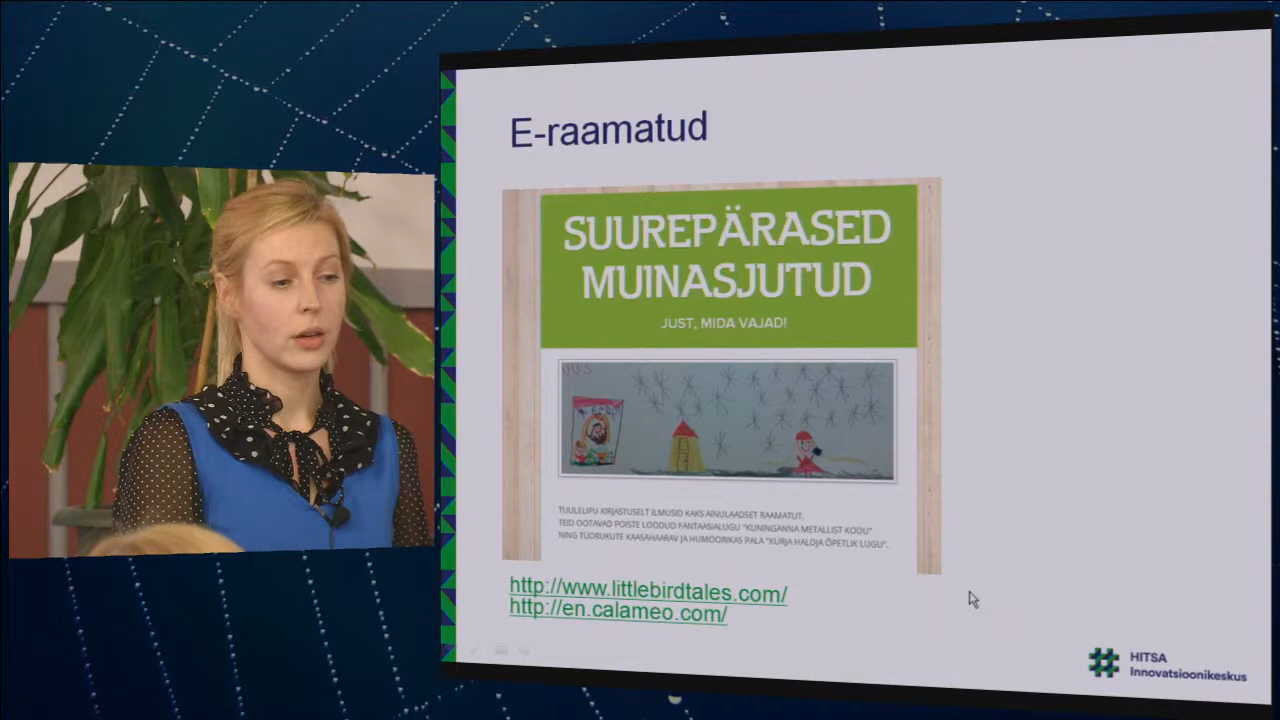 E-raamatud
SUUREPÄRASED
MUINASJUTUD
JUST, MIDA VAJAD!
TUULELIPU KIRJASTUSELT ILMUSID KAKS AINULAADSET RAAMATUT.
TEID OOTAVAD POISTE LOODUD FANTAASIALUGU "KUNINGANNA METALLIST KODU"
NING TÜDRUKUTE KAASAHAARAV JA HUMOORIKAS PALA "KURJA HALDJA ÕPETLIK LUGU".
http://www.littlebirdtales.com/
http://en.calameo.com/
HITSA
Innovatsioonikeskus